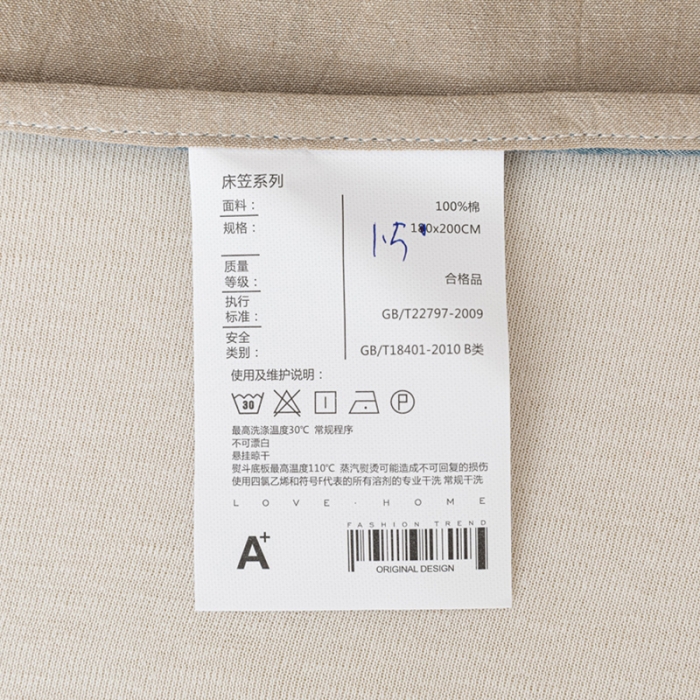 床笠系列
面料： 100%棉
规格： 180x200CM
1.5
质量
等级： 合格品
执行
标准： GB/T22797-2009
安全
类别： GB/T18401-2010 B类
使用及维护说明：
30 P
最高洗涤温度30℃ 常规程序
不可漂白
悬挂晾干
熨斗底板最高温度110℃ 蒸汽熨烫可能造成不可回复的损伤
使用四氯乙烯和符号F代表的所有溶剂的专业干洗 常规干洗
LOVE·HOME
FASHION TREND
A+
ORIGINAL DESIGN